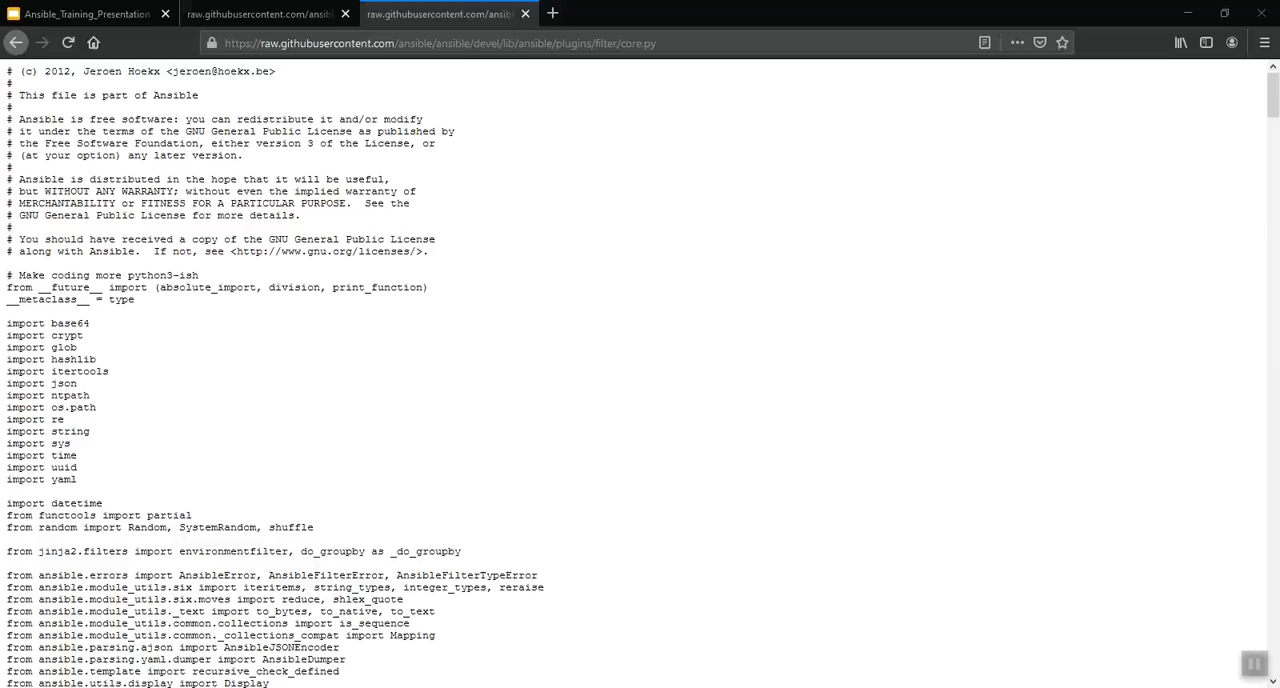 Ansible_Training_Presentation
raw.githubusercontent.com/ansibl
raw.githubusercontent.com/ansibl
https://raw.githubusercontent.com/ansible/ansible/devel/lib/ansible/plugins/filter/core.py
# (c) 2012, Jeroen Hoekx <jeroen@hoekx.be>
#
# This file is part of Ansible
#
# Ansible is free software: you can redistribute it and/or modify
# it under the terms of the GNU General Public License as published by
# the Free Software Foundation, either version 3 of the License, or
# (at your option) any later version.
#
# Ansible is distributed in the hope that it will be useful,
# but WITHOUT ANY WARRANTY; without even the implied warranty of
# MERCHANTABILITY or FITNESS FOR A PARTICULAR PURPOSE.  See the
# GNU General Public License for more details.
#
# You should have received a copy of the GNU General Public License
# along with Ansible.  If not, see <http://www.gnu.org/licenses/>.
# Make coding more python3-ish
from __future__ import (absolute_import, division, print_function)
__metaclass__ = type
import base64
import crypt
import glob
import hashlib
import itertools
import json
import ntpath
import os.path
import re
import string
import sys
import time
import uuid
import yaml
import datetime
from functools import partial
from random import Random, SystemRandom, shuffle
from jinja2.filters import environmentfilter, do_groupby as _do_groupby
from ansible.errors import AnsibleError, AnsibleFilterError, AnsibleFilterTypeError
from ansible.module_utils.six import iteritems, string_types, integer_types, reraise
from ansible.module_utils.six.moves import reduce, shlex_quote
from ansible.module_utils._text import to_bytes, to_native, to_text
from ansible.module_utils.common.collections import is_sequence
from ansible.module_utils.common._collections_compat import Mapping
from ansible.parsing.ajson import AnsibleJSONEncoder
from ansible.parsing.yaml.dumper import AnsibleDumper
from ansible.template import recursive_check_defined
from ansible.utils.display import Display